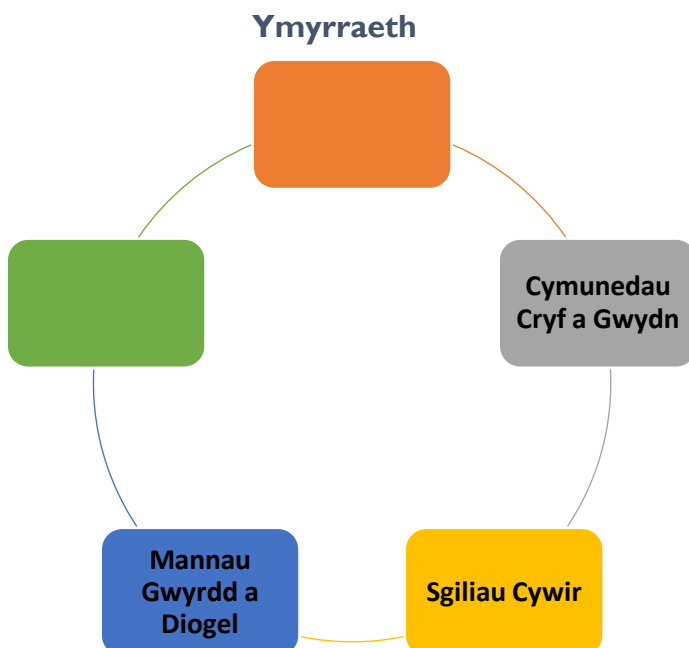 Ymyrraeth
Cymunedau
Cryf a Gwydn
Sgiliau Cywir
Mannau
Gwyrdd a
Diogel